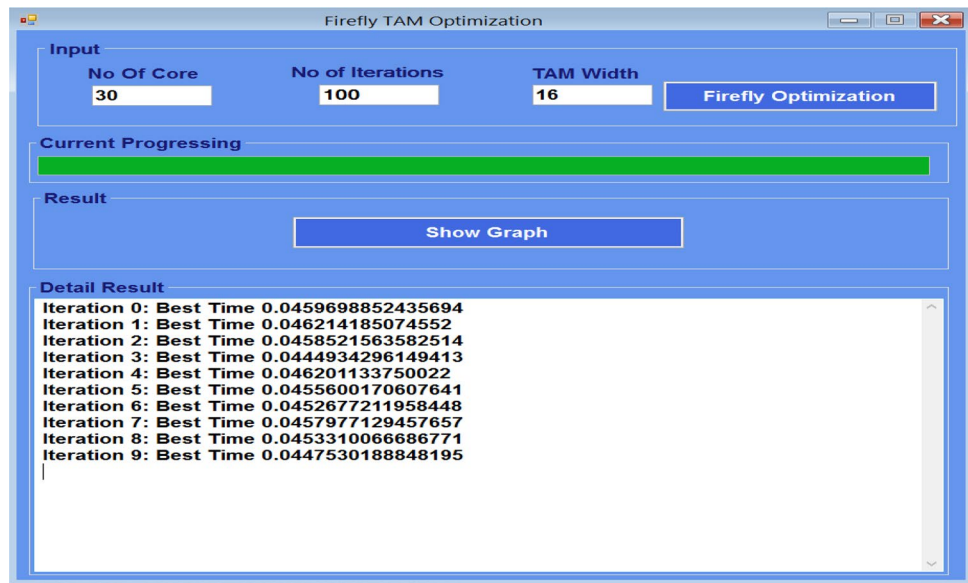 Firefly TAM Optimization
Input
No Of Core No of Iterations TAM Width
30 100 16 Firefly Optimization
Current Progressing
Result
Show Graph
Detail Result
Iteration 0: Best Time 0.0459698852435694
Iteration 1: Best Time 0.046214185074552
Iteration 2: Best Time 0.0458521563582514
Iteration 3: Best Time 0.0444934296149413
Iteration 4: Best Time 0.046201133750022
Iteration 5: Best Time 0.0455600170607641
Iteration 6: Best Time 0.0452677211958448
Iteration 7: Best Time 0.0457977129457657
Iteration 8: Best Time 0.0453310066686771
Iteration 9: Best Time 0.0447530188848195